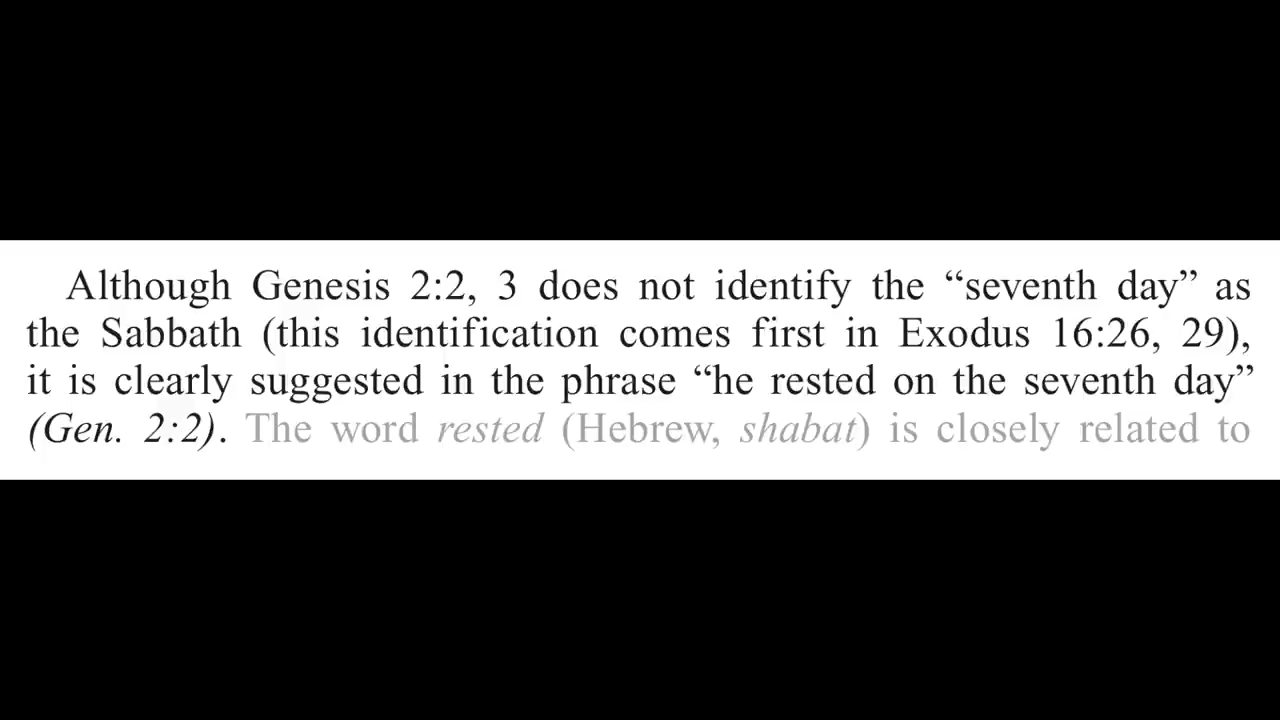 Although Genesis 2:2, 3 does not identify the “seventh day” as
the Sabbath (this identification comes first in Exodus 16:26, 29),
it is clearly suggested in the phrase “he rested on the seventh day”
(Gen. 2:2). The word rested (Hebrew, shabat) is closely related to